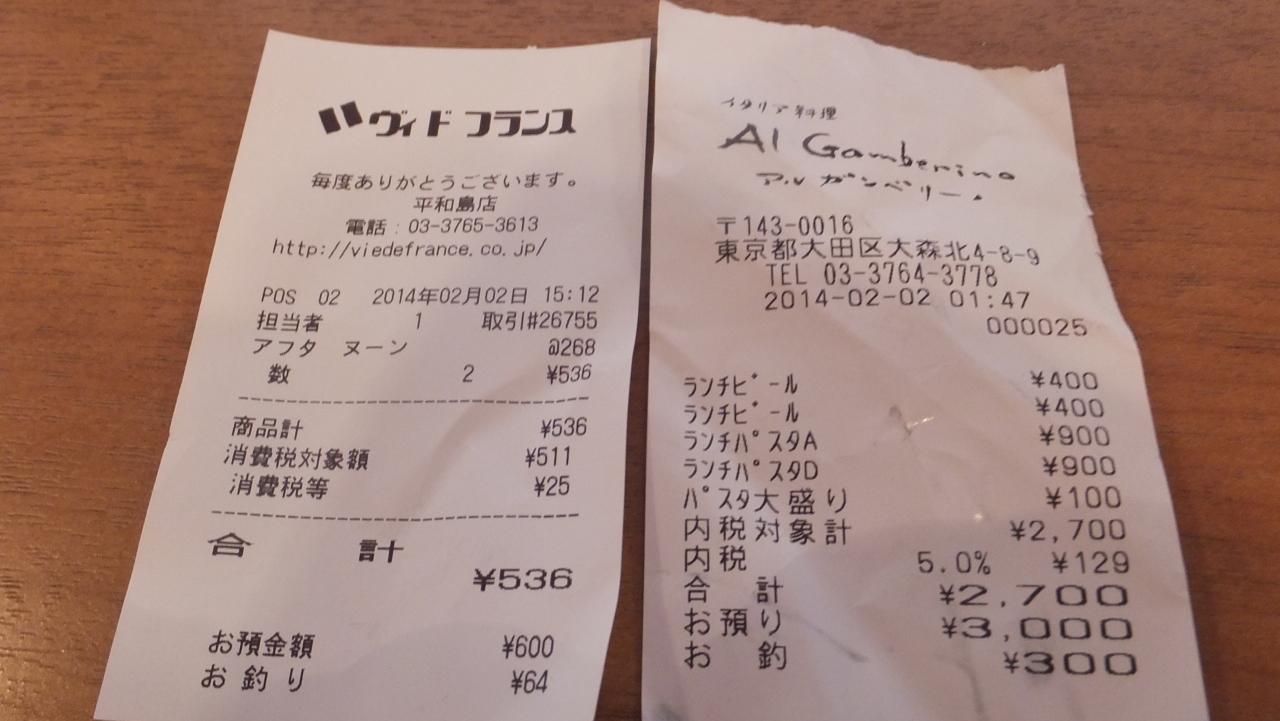 ヴィド フランス
毎度ありがとうございます。
平和島店
電話：03-3765-3613
http://viedefrance.co.jp/
POS 02 2014年02月02日 15:12
担当者 1 取引#26755
アフタ ヌーン @268
数 2 ¥536
商品計 ¥536
消費税対象額 ¥511
消費税等 ¥25
合 計
¥536
お預金額 ¥600
お釣り ¥64
イタリア料理
Al Gamberino
アル ガンベリーノ
〒143-0016
東京都大田区大森北4-8-9
TEL 03-3764-3778
2014-02-02 01:47
000025
ﾗﾝﾁﾋﾞｰﾙ ¥400
ﾗﾝﾁﾋﾞｰﾙ ¥400
ﾗﾝﾁﾊﾟｽﾀA ¥900
ﾗﾝﾁﾊﾟｽﾀD ¥900
ﾊﾟｽﾀ大盛り ¥100
内税対象計 ¥2,700
内税 5.0% ¥129
合 計 ¥2,700
お預り ¥3,000
お 釣 ¥300